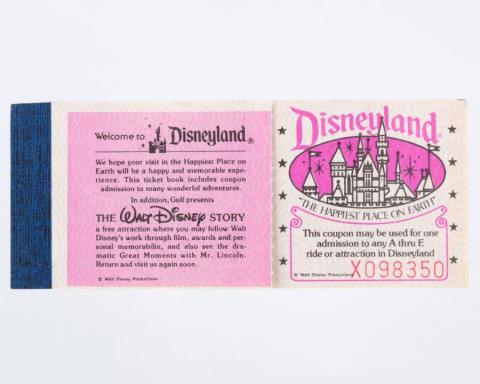 Welcome to Disneyland®
We hope your visit in the Happiest Place on
Earth will be a happy and memorable expe-
rience. This ticket book includes coupon
admission to many wonderful adventures.
In addition, Gulf presents
THE WALT DISNEY STORY
a free attraction where you may follow Walt
Disney's work through film, awards and per-
sonal memorabilia, and also see the dra-
matic Great Moments with Mr. Lincoln.
Return and visit us again soon.
© Walt Disney Productions
Disneyland®
"THE HAPPIEST PLACE ON EARTH"
This coupon may be used for one
admission to any A thru E
ride or attraction in Disneyland
© Walt Disney Productions
X098350